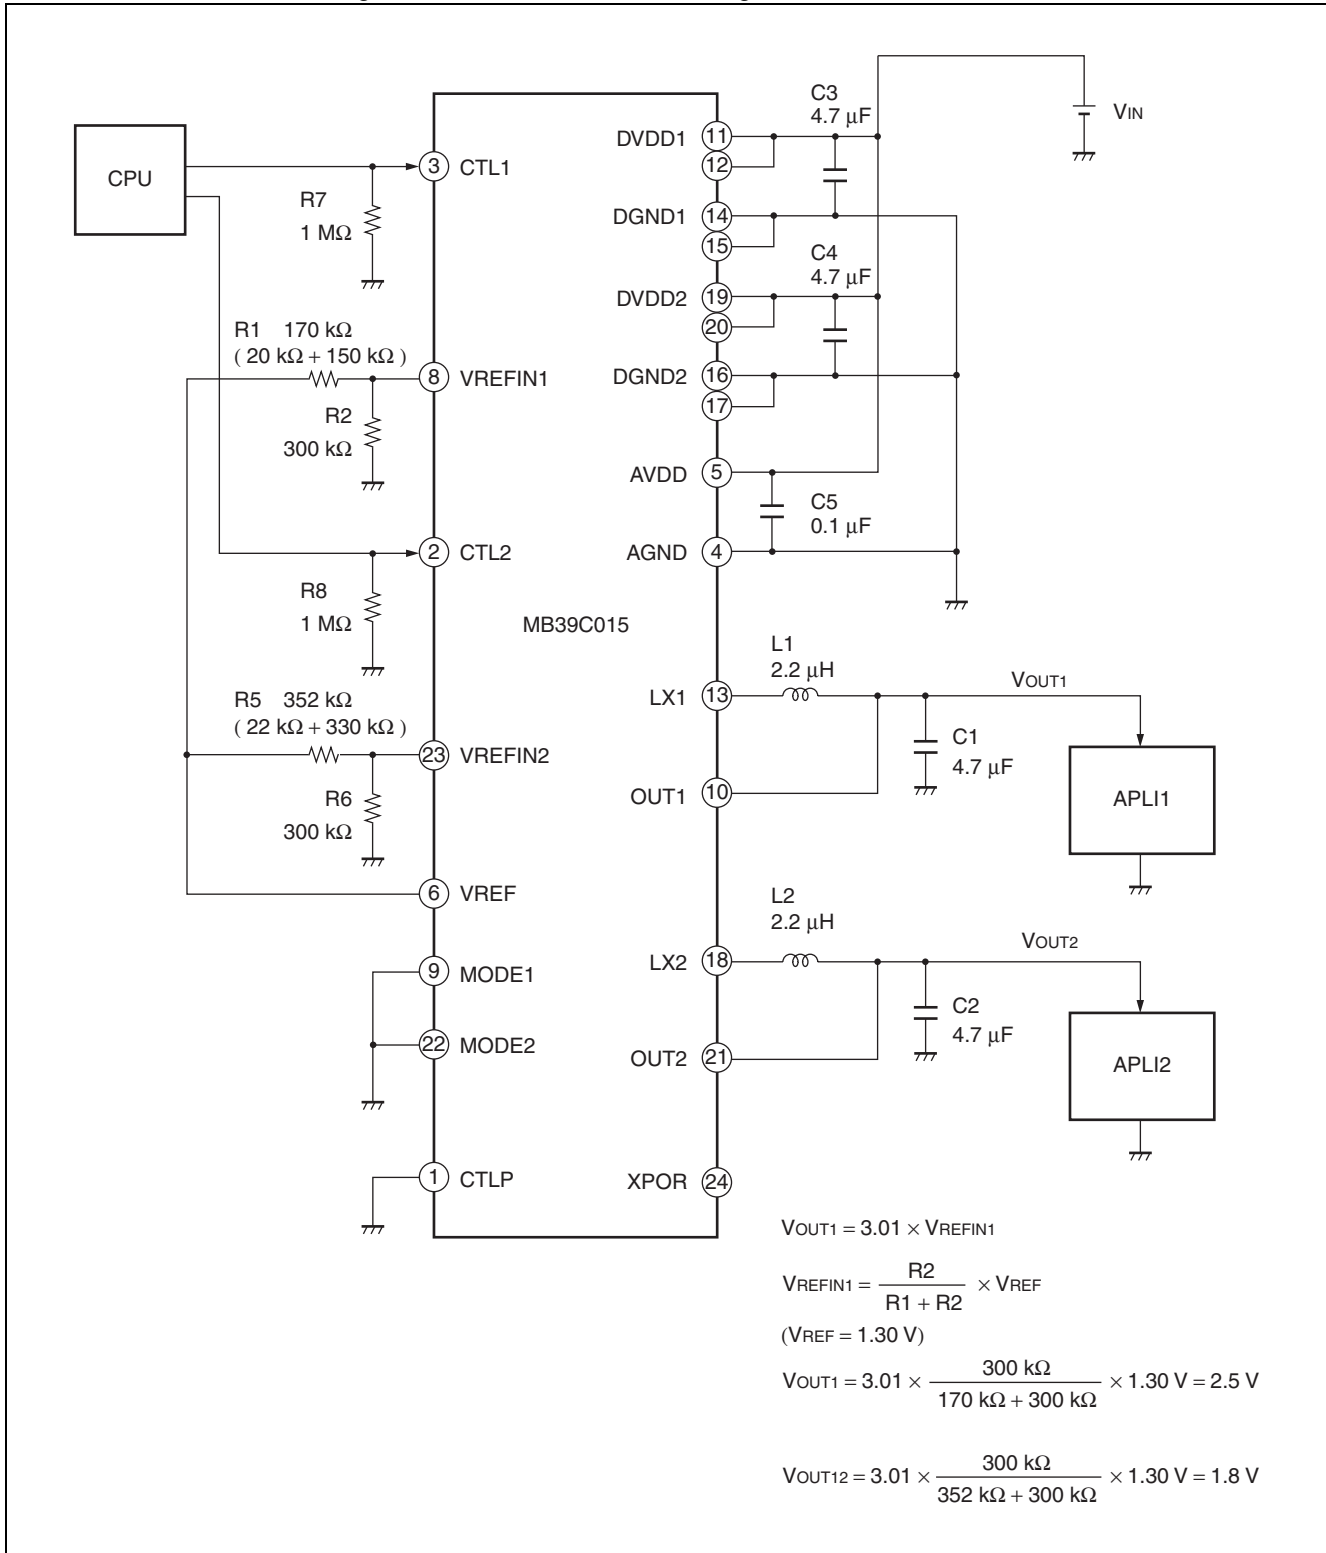 CPU
R7
1 MΩ
R1 170 kΩ
( 20 kΩ + 150 kΩ )
R2
300 kΩ
R8
1 MΩ
R5 352 kΩ
( 22 kΩ + 330 kΩ )
R6
300 kΩ
3 CTL1
8 VREFIN1
2 CTL2
23 VREFIN2
6 VREF
9 MODE1
22 MODE2
1 CTLP
MB39C015
DVDD1 11
12
DGND1 14
15
DVDD2 19
20
DGND2 16
17
AVDD 5
AGND 4
LX1 13
OUT1 10
LX2 18
OUT2 21
XPOR 24
C3
4.7 µF
VIN
C4
4.7 µF
C5
0.1 µF
L1
2.2 µH
VOUT1
C1
4.7 µF
APLI1
L2
2.2 µH
VOUT2
C2
4.7 µF
APLI2
VOUT1 = 3.01 × VREFIN1
VREFIN1 = R2 / R1 + R2 × VREF
(VREF = 1.30 V)
VOUT1 = 3.01 × 300 kΩ / 170 kΩ + 300 kΩ × 1.30 V = 2.5 V
VOUT12 = 3.01 × 300 kΩ / 352 kΩ + 300 kΩ × 1.30 V = 1.8 V